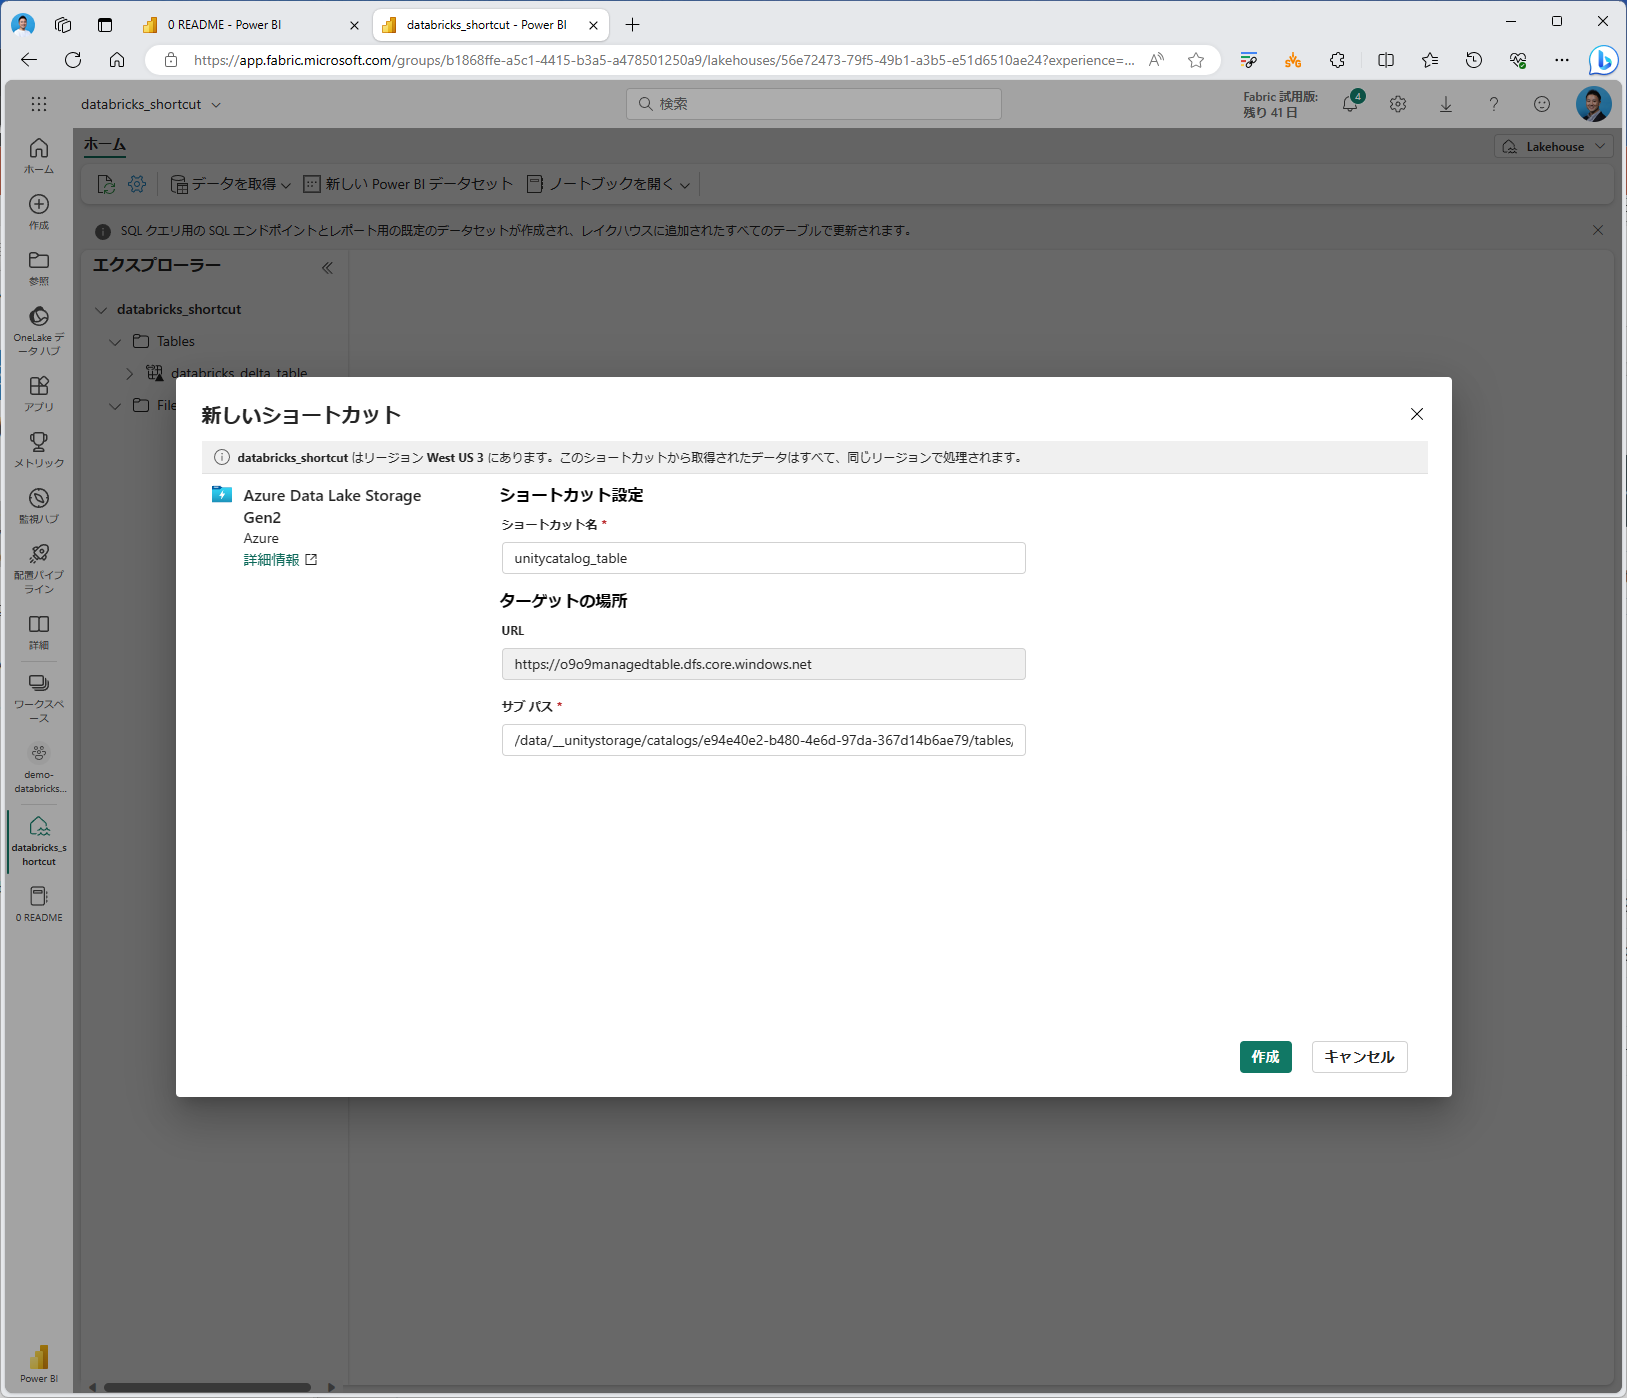 0 README - Power BI
databricks_shortcut - Power BI
https://app.fabric.microsoft.com/groups/b1868ffe-a5c1-4415-b3a5-a478501250a9/lakehouses/56e72473-79f5-49b1-a3b5-e51d6510ae24?experience=...
databricks_shortcut
検索
Fabric 試用版:
残り 41 日
4
ホーム
Lakehouse
データを取得
新しい Power BI データセット
ノートブックを開く
SQL クエリ用の SQL エンドポイントとレポート用の既定のデータセットが作成され、レイクハウスに追加されたすべてのテーブルで更新されます。
ホーム
作成
参照
OneLake デ
ータ ハブ
アプリ
メトリック
監視ハブ
配置パイプ
ライン
詳細
ワークスペ
ース
demo-
databricks...
databricks_s
hortcut
0 README
Power BI
エクスプローラー
databricks_shortcut
Tables
databricks_delta_table
File
新しいショートカット
databricks_shortcut はリージョン West US 3 にあります。このショートカットから取得されたデータはすべて、同じリージョンで処理されます。
Azure Data Lake Storage
Gen2
Azure
詳細情報
ショートカット設定
ショートカット名 *
unitycatalog_table
ターゲットの場所
URL
https://o9o9managedtable.dfs.core.windows.net
サブ パス *
/data/__unitystorage/catalogs/e94e40e2-b480-4e6d-97da-367d14b6ae79/tables/
作成
キャンセル